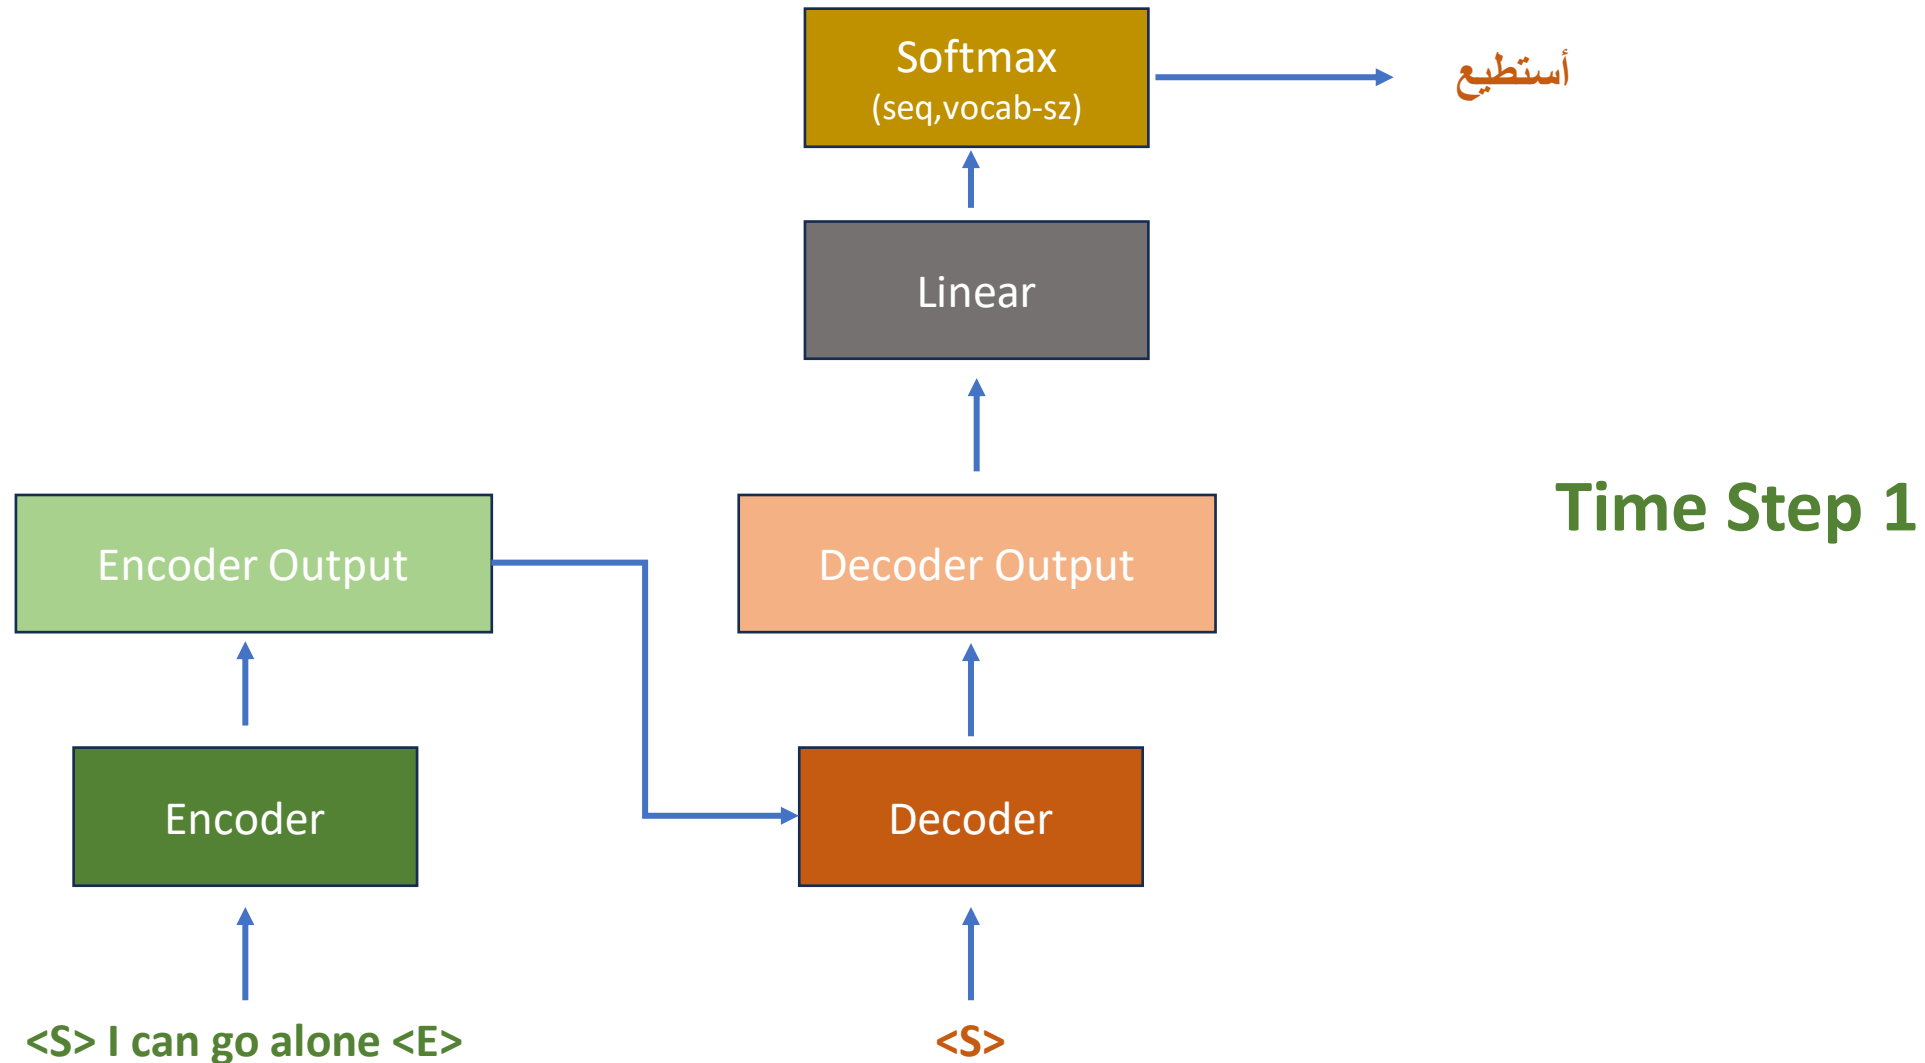 Softmax
(seq,vocab-sz)
أستطيع
Linear
Time Step 1
Encoder Output
Decoder Output
Encoder
Decoder
<S> I can go alone <E>
<S>